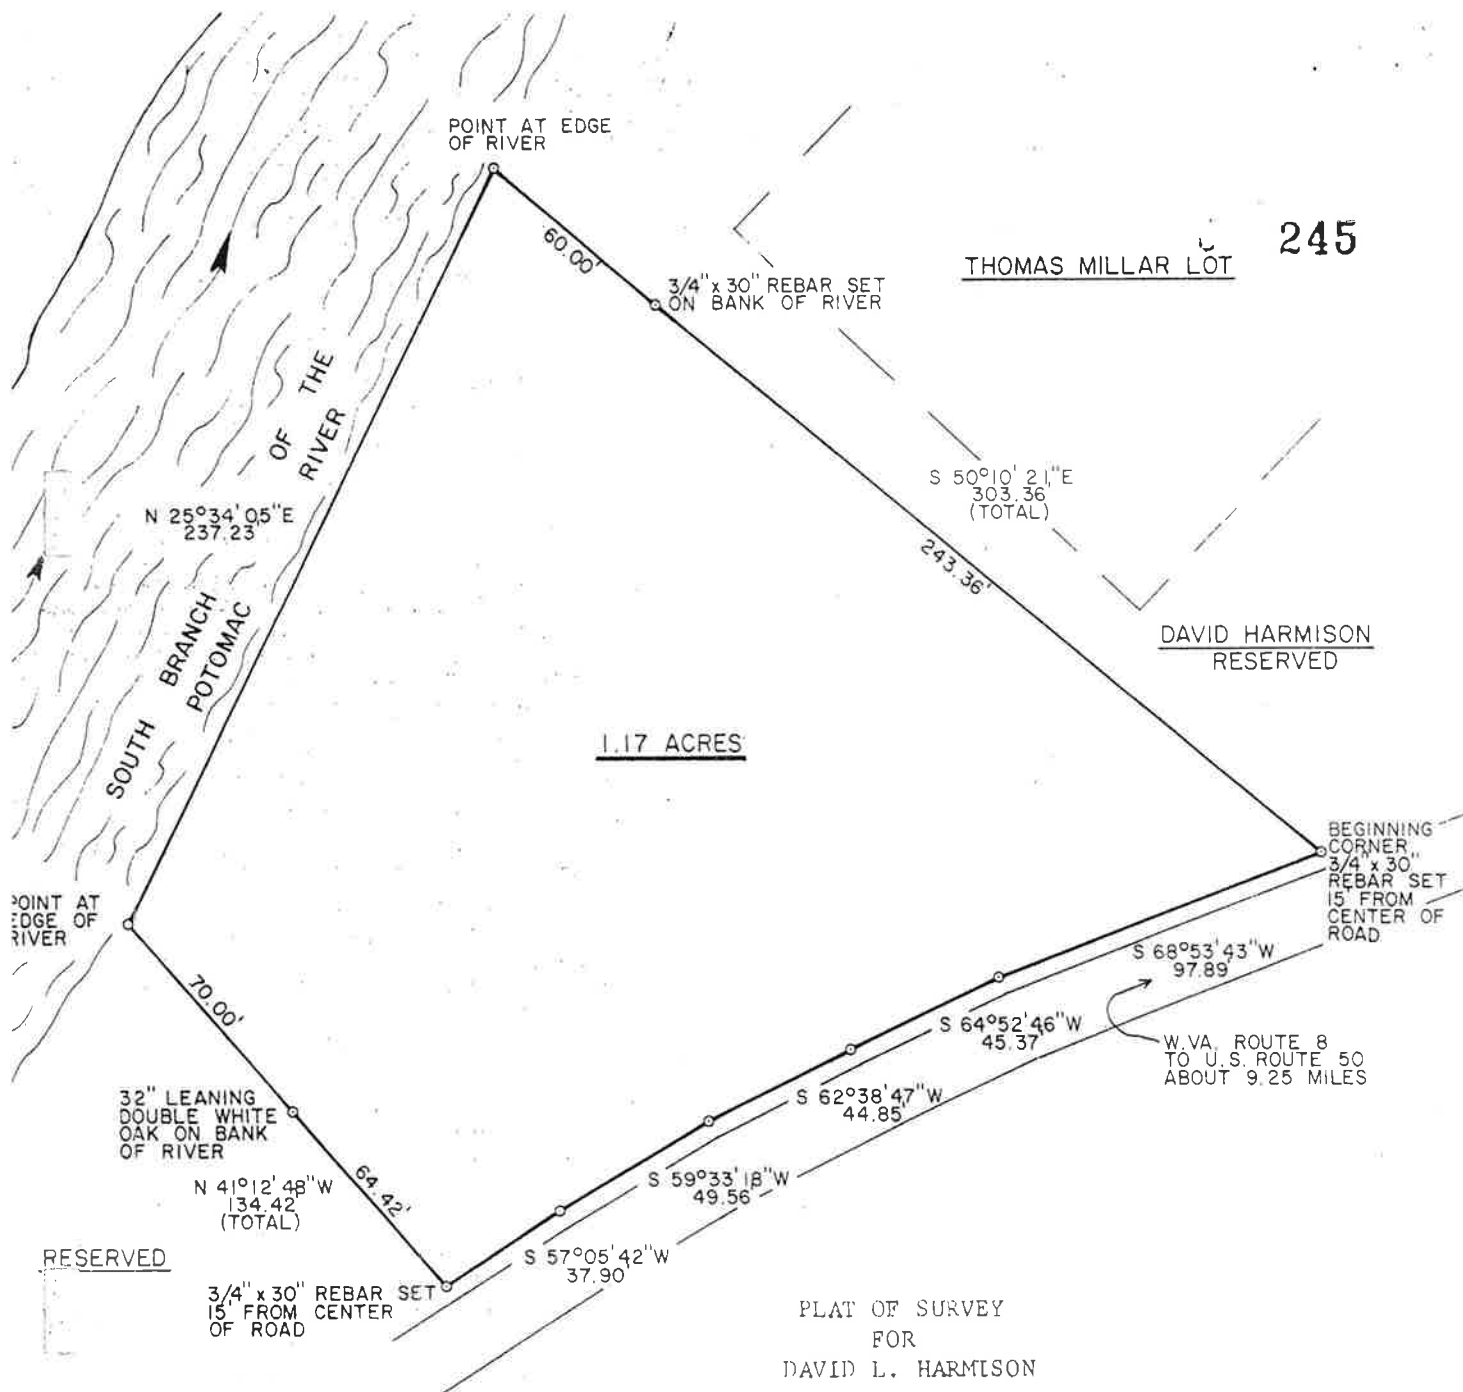 POINT AT EDGE
OF RIVER
245
THOMAS MILLAR LOT
60.00'
3/4" x 30" REBAR SET
ON BANK OF RIVER
OF THE
RIVER
S 50°10'21"E
303.36'
(TOTAL)
N 25°34'05"E
237.23'
243.36'
SOUTH BRANCH
POTOMAC
DAVID HARMISON
RESERVED
1.17 ACRES
BEGINNING
CORNER
3/4" x 30"
REBAR SET
15' FROM
CENTER OF
ROAD
POINT AT
EDGE OF
RIVER
70.00'
S 68°53'43"W
97.89'
S 64°52'46"W
45.37'
W.VA. ROUTE 8
TO U.S. ROUTE 50
ABOUT 9.25 MILES
32" LEANING
DOUBLE WHITE
OAK ON BANK
OF RIVER
S 62°38'47"W
44.85'
64.42'
N 41°12'48"W
134.42'
(TOTAL)
S 59°33'18"W
49.56'
RESERVED
S 57°05'42"W
37.90'
3/4" x 30" REBAR SET
15' FROM CENTER
OF ROAD
PLAT OF SURVEY
FOR
DAVID L. HARMISON